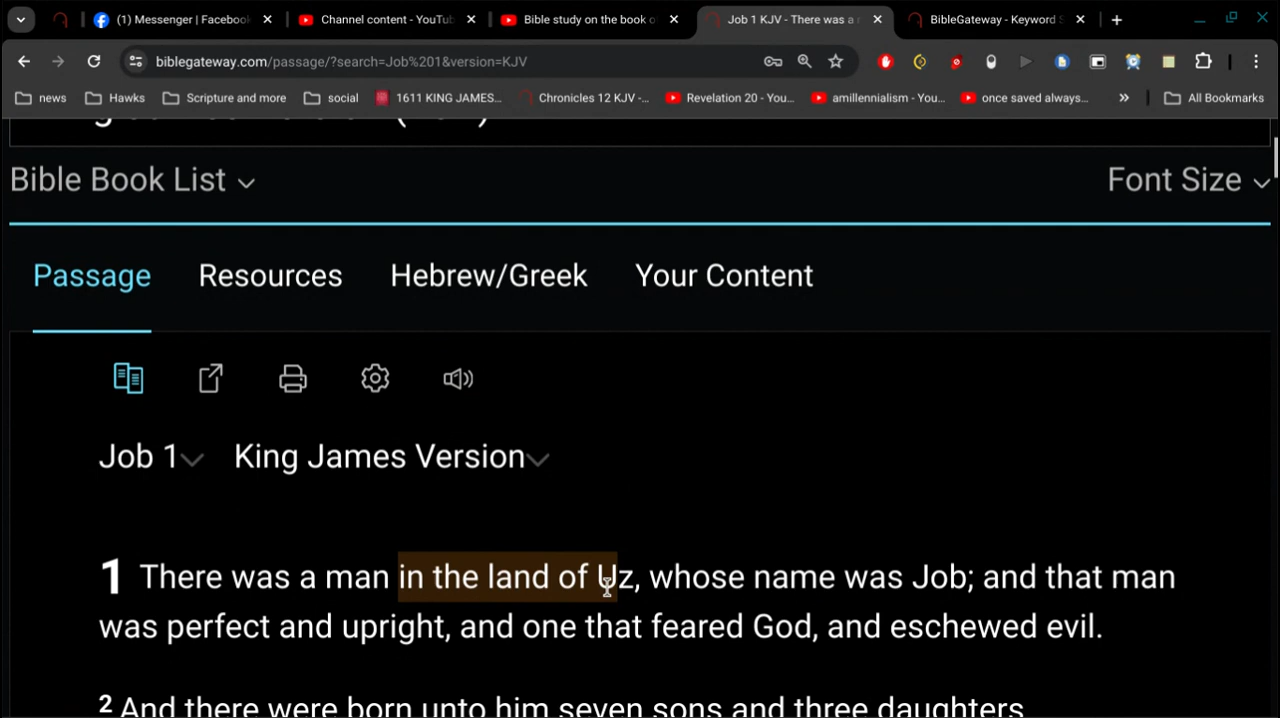 (1) Messenger | Facebook
Channel content - YouTu
Bible study on the book o
Job 1 KJV - There was a
BibleGateway - Keyword S
biblegateway.com/passage/?search=Job%201&version=KJV
news
Hawks
Scripture and more
social
1611 KING JAMES...
Chronicles 12 KJV -...
Revelation 20 - You...
amillennialism - You...
once saved always...
All Bookmarks
Bible Book List
Font Size
Passage
Resources
Hebrew/Greek
Your Content
Job 1
King James Version
1 There was a man in the land of Uz, whose name was Job; and that man
was perfect and upright, and one that feared God, and eschewed evil.
2 And there were born unto him seven sons and three daughters